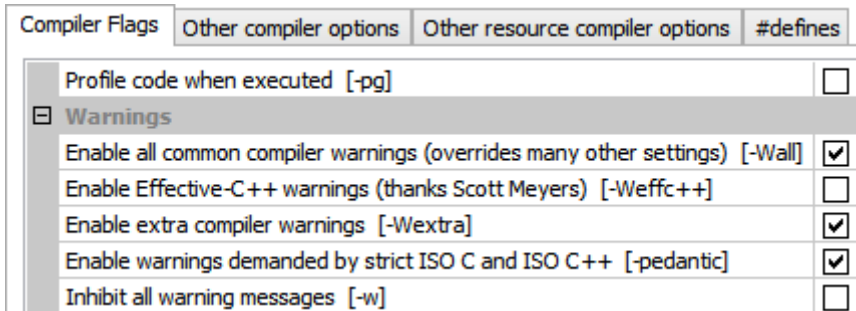 Compiler Flags Other compiler options Other resource compiler options #defines
Profile code when executed [-pg]
Warnings
Enable all common compiler warnings (overrides many other settings) [-Wall]
Enable Effective-C++ warnings (thanks Scott Meyers) [-Weffc++]
Enable extra compiler warnings [-Wextra]
Enable warnings demanded by strict ISO C and ISO C++ [-pedantic]
Inhibit all warning messages [-w]